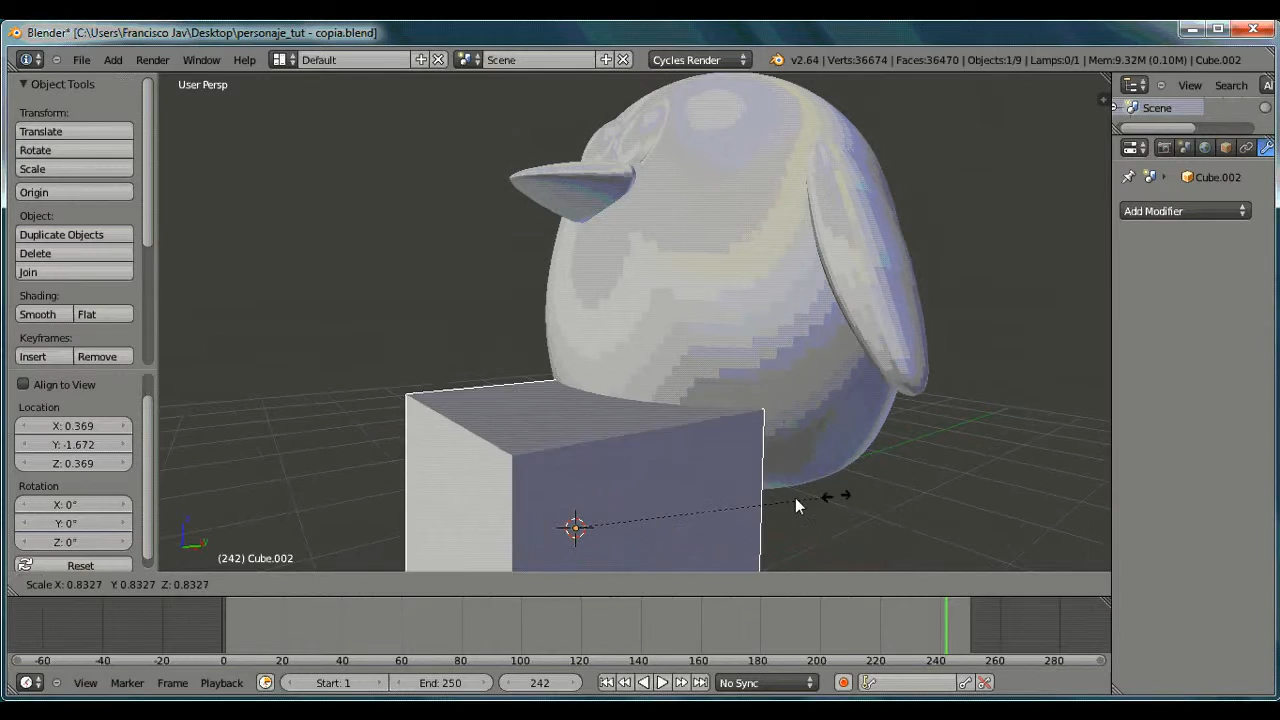 Blender* [C:\Users\Francisco Jav\Desktop\personaje_tut - copia.blend]
File Add Render Window Help Default Scene Cycles Render v2.64 | Verts:36674 | Faces:36470 | Objects:1/9 | Lamps:0/1 | Mem:9.32M (0.10M) | Cube.002
Object Tools
User Persp
View Search Al
Scene
Transform:
Translate
Rotate
Scale
Origin
Object:
Duplicate Objects
Delete
Join
Shading:
Smooth Flat
Keyframes:
Insert Remove
Align to View
Location
X: 0.369
Y: -1.672
Z: 0.369
Rotation
X: 0°
Y: 0°
Z: 0°
Reset
Cube.002
Add Modifier
(242) Cube.002
Scale X: 0.8327 Y: 0.8327 Z: 0.8327
-60 -40 -20 0 20 40 60 80 100 120 140 160 180 200 220 240 260 280
View Marker Frame Playback Start: 1 End: 250 242 No Sync